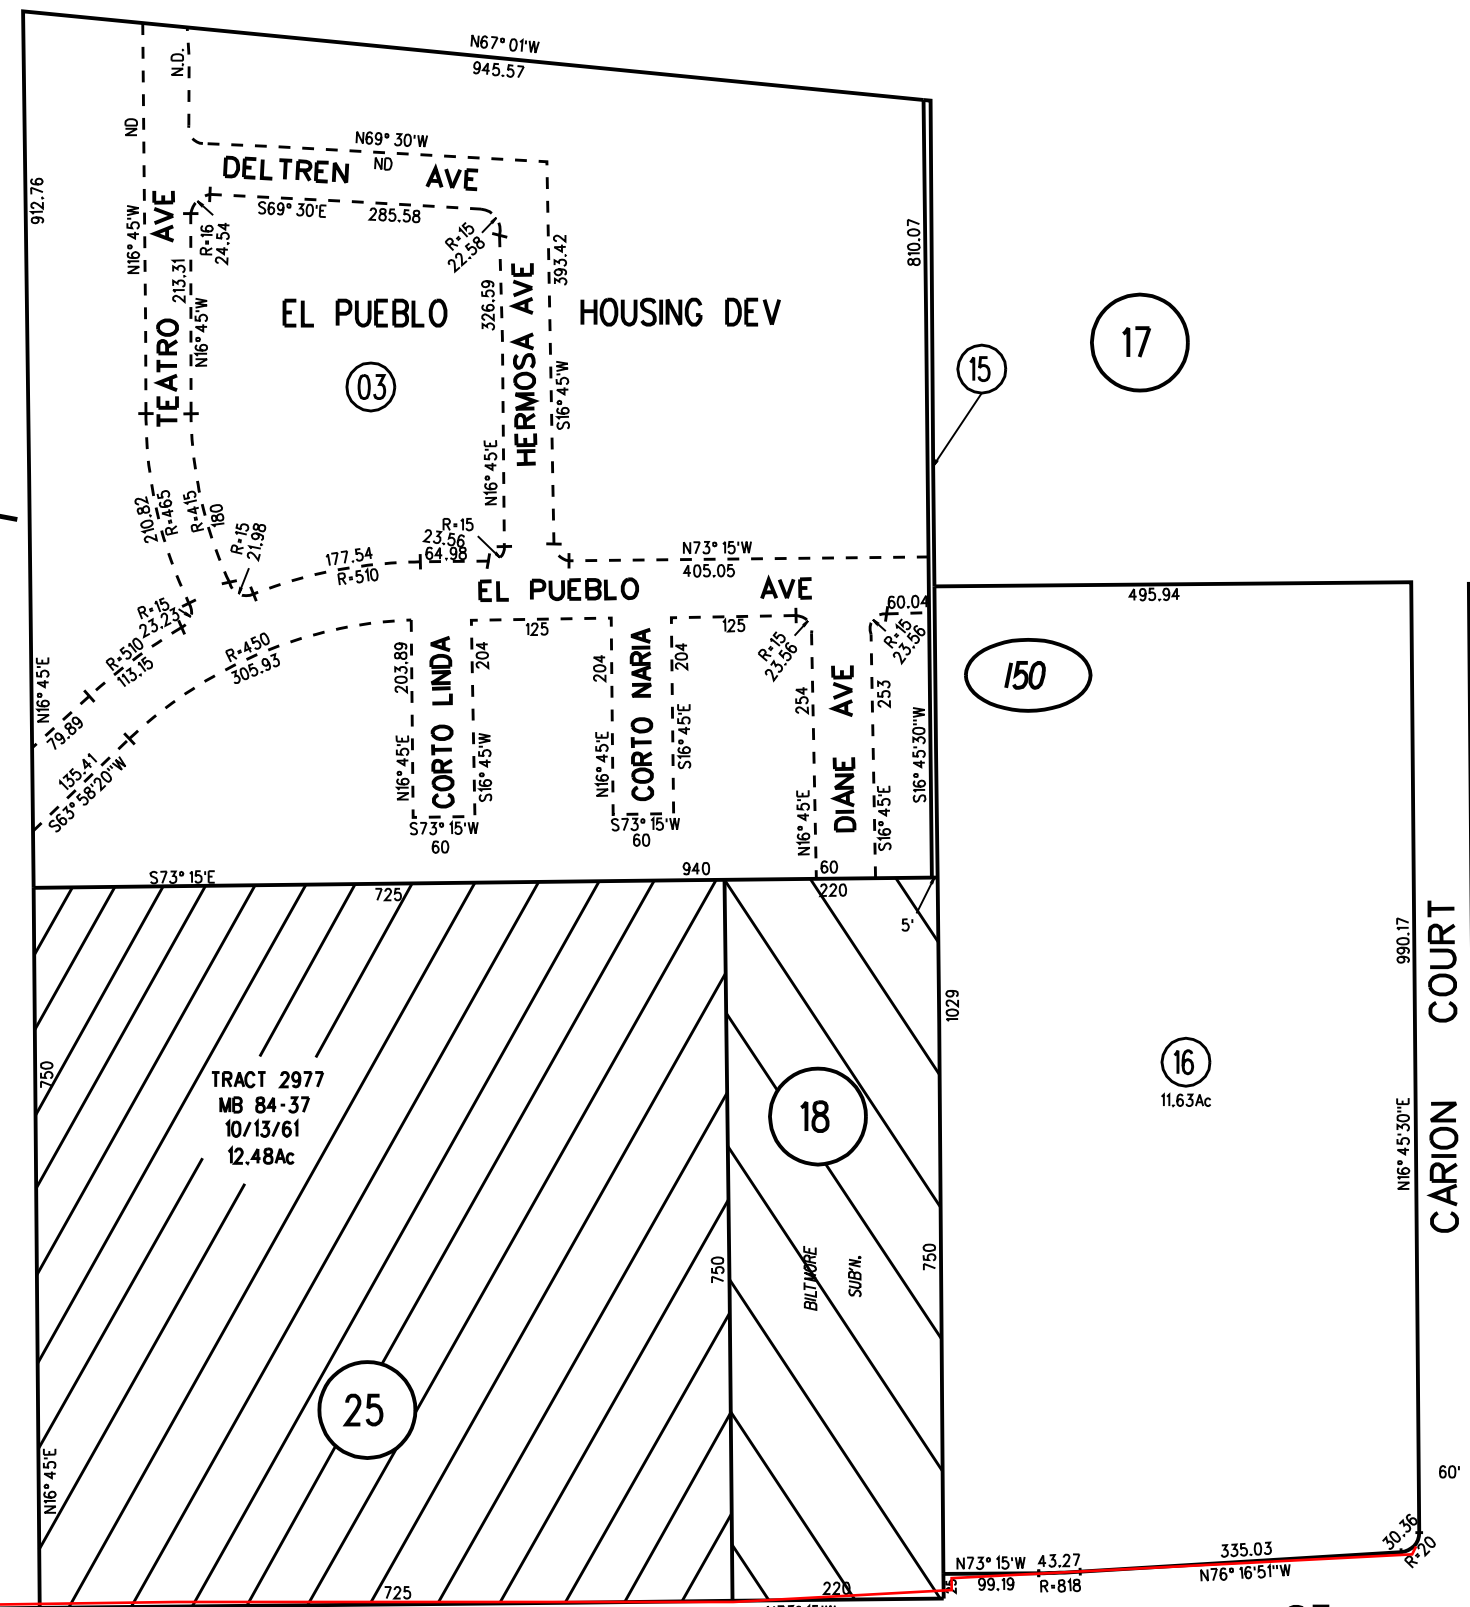 N67° 01'W
945.57
N.D.
ND
N69° 30'W
ND
DELTREN AVE
S69° 30'E 285.58
912.76
N16° 45'W
TEATRO AVE
213.31
N16° 45'W
R=16
24.54
R=15
22.58
326.59
HERMOSA AVE
393.42
810.07
EL PUEBLO HOUSING DEV
03
15
17
S16° 45'W
N16° 45'E
210.82
R=465
R=415
180
R=15
21.98
177.54
R=510
R=15
23.56
64.98
N73° 15'W
405.05
EL PUEBLO AVE
60.04
495.94
R=15
23.23
R=510
113.15
R=450
305.93
N16° 45'E
79.89
135.41
S63° 58'20"W
203.89
N16° 45'E
CORTO LINDA
204
S16° 45'W
125
204
N16° 45'E
CORTO NARIA
204
S16° 45'E
125
R=15
23.56
254
N16° 45'E
DIANE AVE
253
S16° 45'E
R=15
23.56
S16° 45'30"W
150
S73° 15'W
60
S73° 15'W
60
S73° 15'E
940
60
725
220
5'
990.17
CARION COURT
1029
750
TRACT 2977
MB 84-37
10/13/61
12.48Ac
18
16
11.63Ac
N16° 45'30"E
750
BILTMORE
SUB'N.
750
25
N16° 45'E
60'
30.36
R=20
335.03
N76° 16'51"W
N73° 15'W 43.27
99.19 R=818
725
220